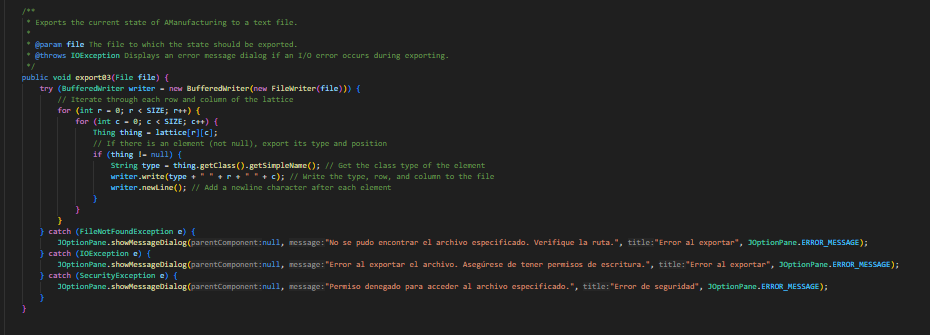 /**
 * Exports the current state of AManufacturing to a text file.
 *
 * @param file The file to which the state should be exported.
 * @throws IOException Displays an error message dialog if an I/O error occurs during exporting.
 */
public void export03(File file) {
    try (BufferedWriter writer = new BufferedWriter(new FileWriter(file))) {
        // Iterate through each row and column of the lattice
        for (int r = 0; r < SIZE; r++) {
            for (int c = 0; c < SIZE; c++) {
                Thing thing = lattice[r][c];
                // If there is an element (not null), export its type and position
                if (thing != null) {
                    String type = thing.getClass().getSimpleName(); // Get the class type of the element
                    writer.write(type + " " + r + " " + c); // Write the type, row, and column to the file
                    writer.newLine(); // Add a newline character after each element
                }
            }
        }
    } catch (FileNotFoundException e) {
        JOptionPane.showMessageDialog(parentComponent:null, message:"No se pudo encontrar el archivo especificado. Verifique la ruta.", title:"Error al exportar", JOptionPane.ERROR_MESSAGE);
    } catch (IOException e) {
        JOptionPane.showMessageDialog(parentComponent:null, message:"Error al exportar el archivo. Asegúrese de tener permisos de escritura.", title:"Error al exportar", JOptionPane.ERROR_MESSAGE);
    } catch (SecurityException e) {
        JOptionPane.showMessageDialog(parentComponent:null, message:"Permiso denegado para acceder al archivo especificado.", title:"Error de seguridad", JOptionPane.ERROR_MESSAGE);
    }
}